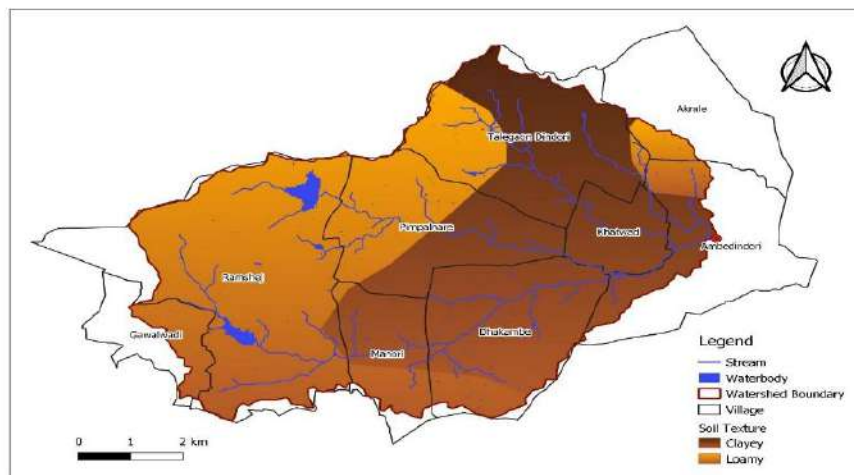 Akrale
Talegaon Dindori
Pimpalnare
Khatwad
Ambedindori
Ramshej
Gawalwadi
Manori
Dhakambe
Legend
Stream
Waterbody
Watershed Boundary
Village
Soil Texture
Clayey
Loamy
0 1 2 km